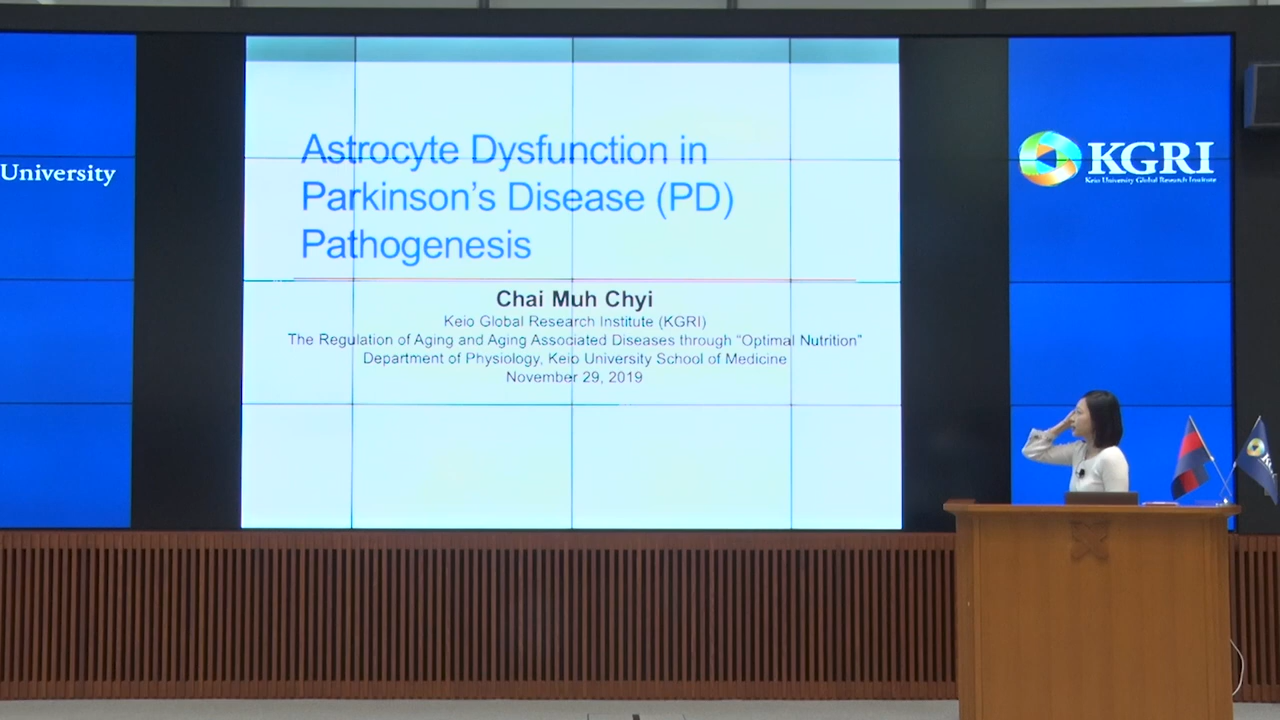 University
Astrocyte Dysfunction in
Parkinson's Disease (PD)
Pathogenesis
Chai Muh Chyi
Keio Global Research Institute (KGRI)
The Regulation of Aging and Aging Associated Diseases through “Optimal Nutrition”
Department of Physiology, Keio University School of Medicine
November 29, 2019
KGRI
Keio University Global Research Institute